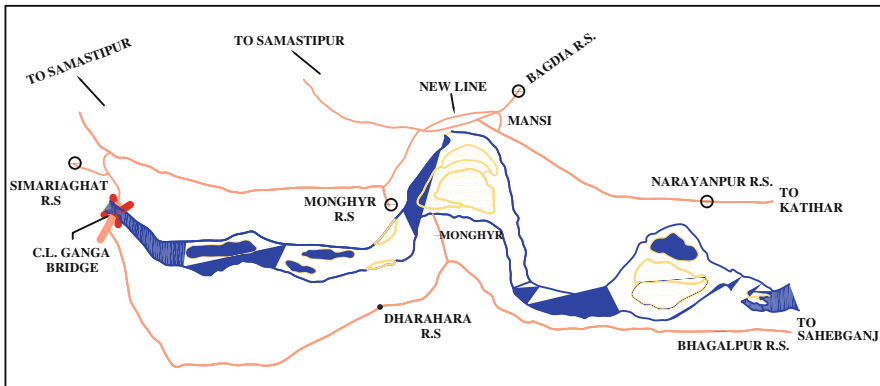 TO SAMASTIPUR
TO SAMASTIPUR
NEW LINE
BAGDIA R.S.
MANSI
SIMARIAGHAT
R.S
MONGHYR
R.S
NARAYANPUR R.S.
TO
KATIHAR
C.L. GANGA
BRIDGE
MONGHYR
DHARAHARA
R.S
TO
SAHEBGANJ
BHAGALPUR R.S.